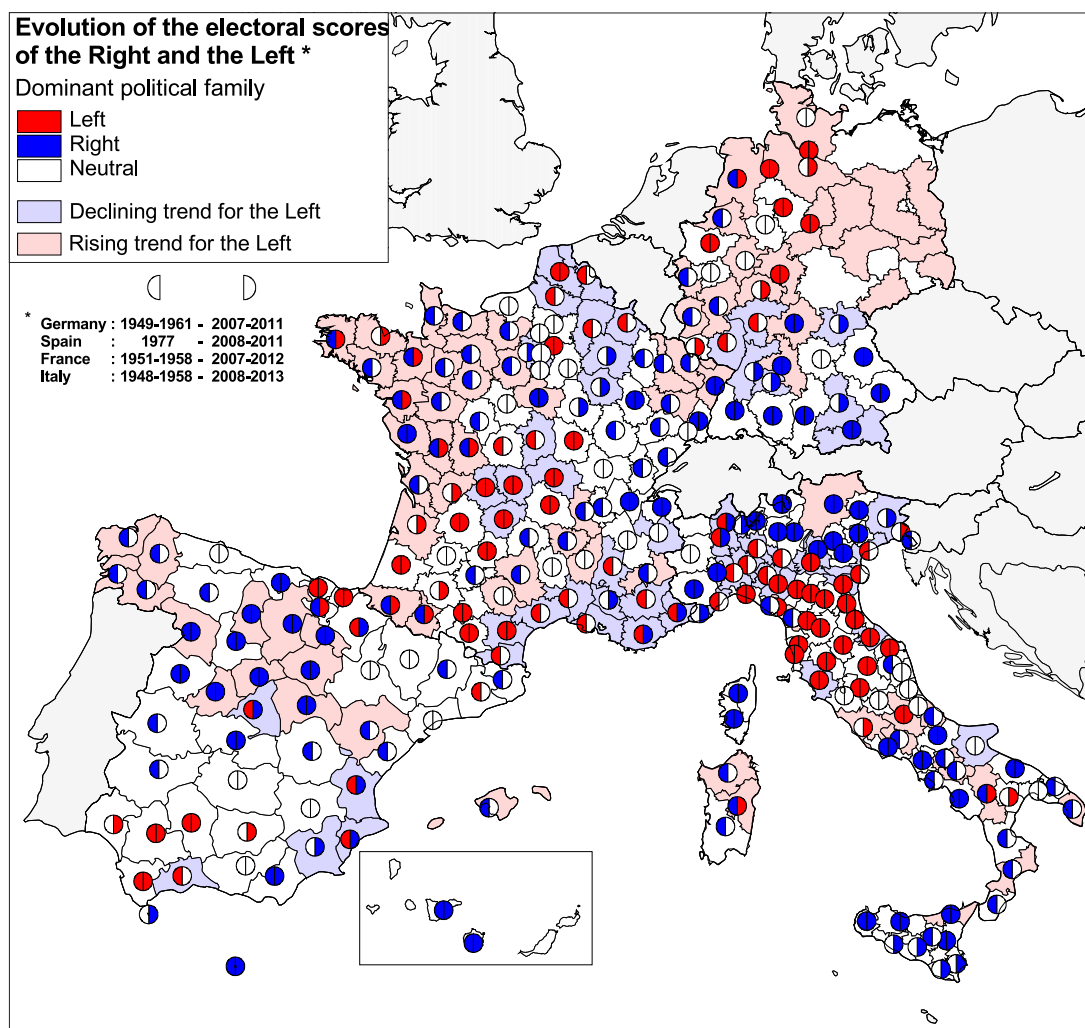 Evolution of the electoral scores
of the Right and the Left *
Dominant political family
Left
Right
Neutral
Declining trend for the Left
Rising trend for the Left
* Germany : 1949-1961 - 2007-2011
Spain : 1977 - 2008-2011
France : 1951-1958 - 2007-2012
Italy : 1948-1958 - 2008-2013